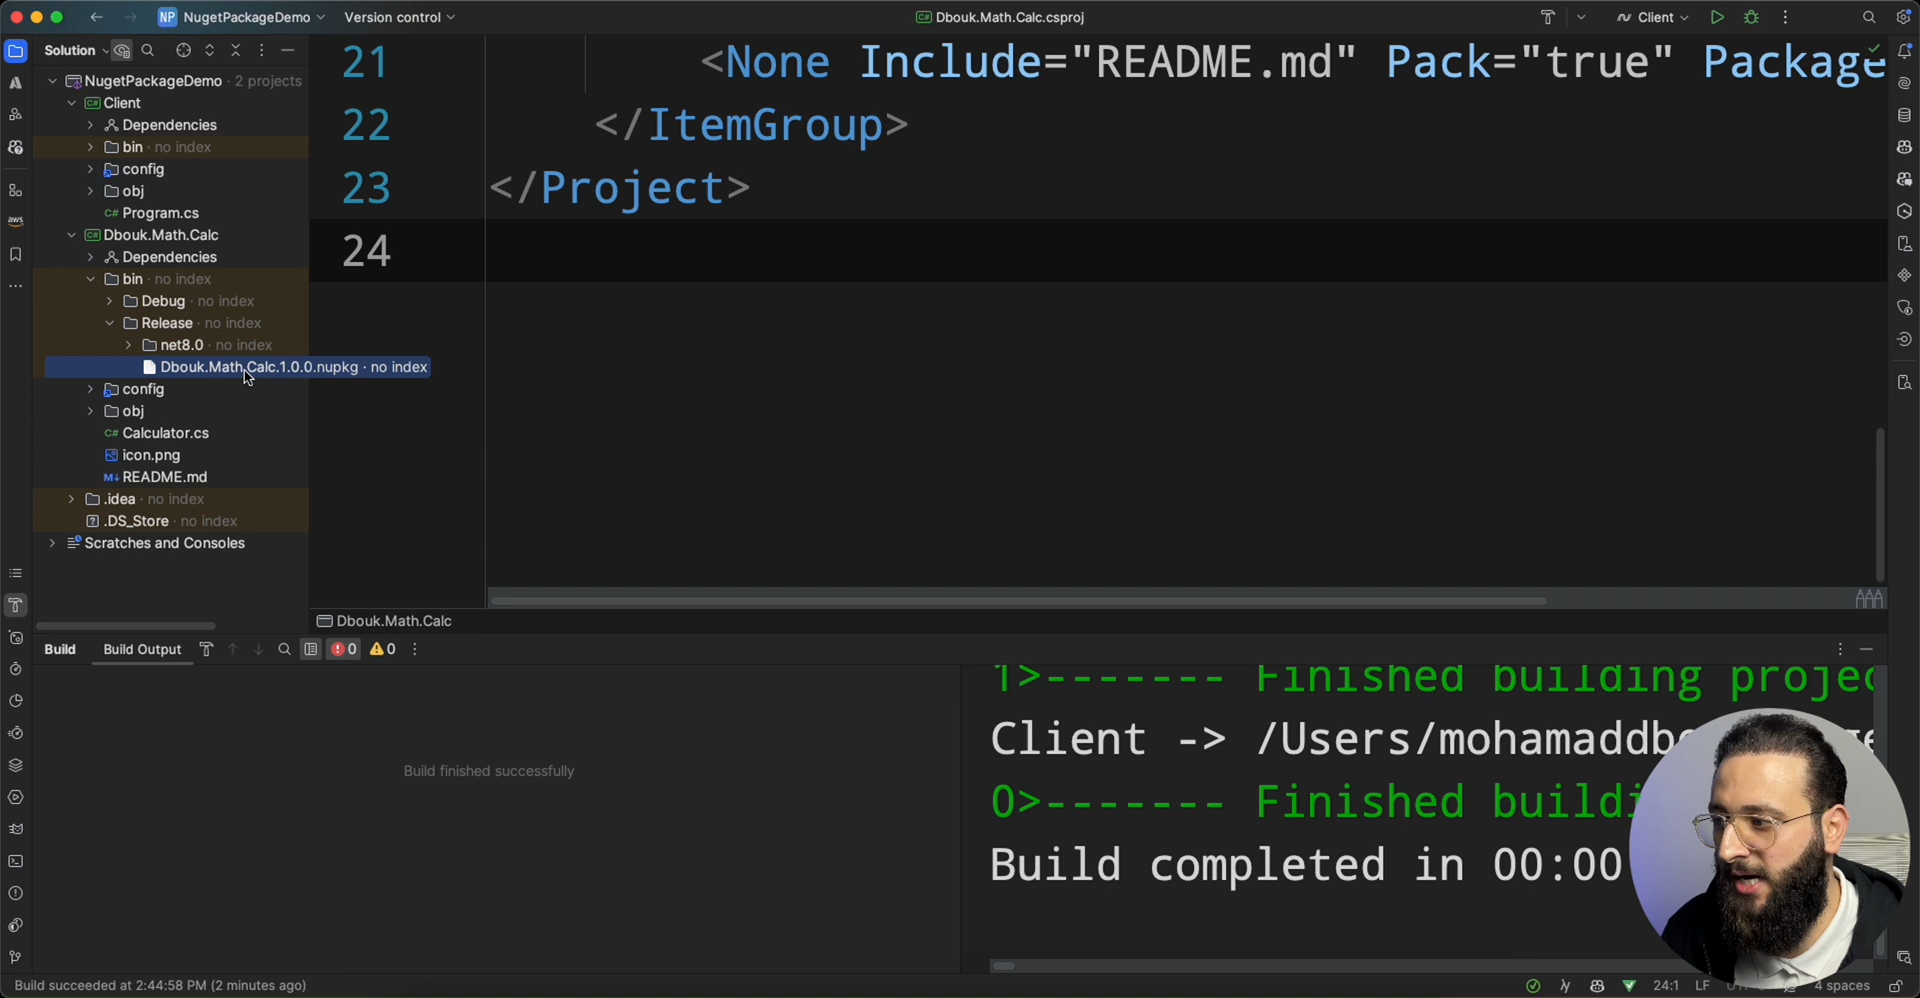 NP NugetPackageDemo
Version control
Dbouk.Math.Calc.csproj
Client
Solution
NugetPackageDemo · 2 projects
Client
Dependencies
bin · no index
config
obj
C# Program.cs
Dbouk.Math.Calc
Dependencies
bin · no index
Debug · no index
Release · no index
net8.0 · no index
Dbouk.Math.Calc.1.0.0.nupkg · no index
config
obj
C# Calculator.cs
icon.png
M↓ README.md
.idea · no index
.DS_Store · no index
Scratches and Consoles
aws
21 <None Include="README.md" Pack="true" Package
22 </ItemGroup>
23 </Project>
24
Dbouk.Math.Calc
Build
Build Output
0
0
Build finished successfully
1>------- Finished building projec
Client -> /Users/mohamaddb
0>------- Finished buildi
Build completed in 00:00
Build succeeded at 2:44:58 PM (2 minutes ago)
24:1
LF
4 spaces